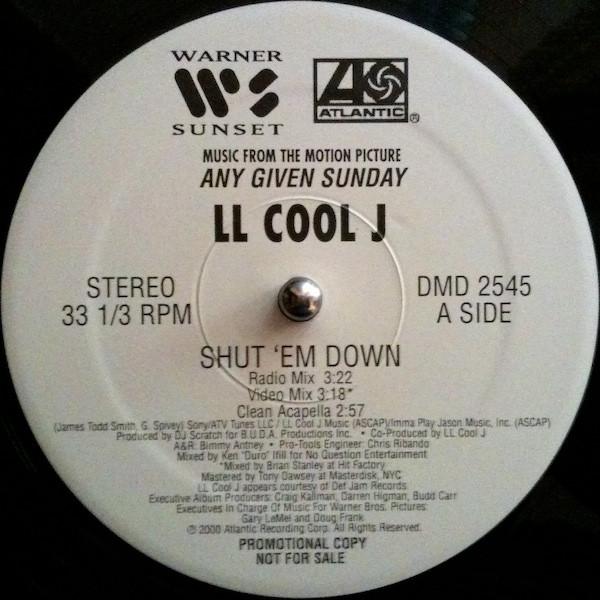 WARNER
WS
SUNSET
ATLANTIC®
MUSIC FROM THE MOTION PICTURE
ANY GIVEN SUNDAY
LL COOL J
STEREO
33 1/3 RPM
DMD 2545
A SIDE
SHUT 'EM DOWN
Radio Mix 3:22
Video Mix 3:18*
Clean Acapella 2:57
(James Todd Smith, G. Spivey) Sony/ATV Tunes LLC / LL Cool J Music (ASCAP)/Imma Play Jason Music, Inc. (ASCAP)
Produced by DJ Scratch for B.U.D.A. Productions Inc. • Co-Produced by LL Cool J
A&R: Bimmy Antney • Pro-Tools Engineer: Chris Ribando
Mixed by Ken "Duro" Ifill for No Question Entertainment
*Mixed by Brian Stanley at Hit Factory
Mastered by Tony Dawsey at Masterdisk, NYC
LL Cool J appears courtesy of Def Jam Records
Executive Album Producers: Craig Kallman, Darren Higman, Budd Carr
Executives In Charge Of Music For Warner Bros. Pictures:
Gary LeMel and Doug Frank
℗ 2000 Atlantic Recording Corp. All Rights Reserved.
PROMOTIONAL COPY
NOT FOR SALE